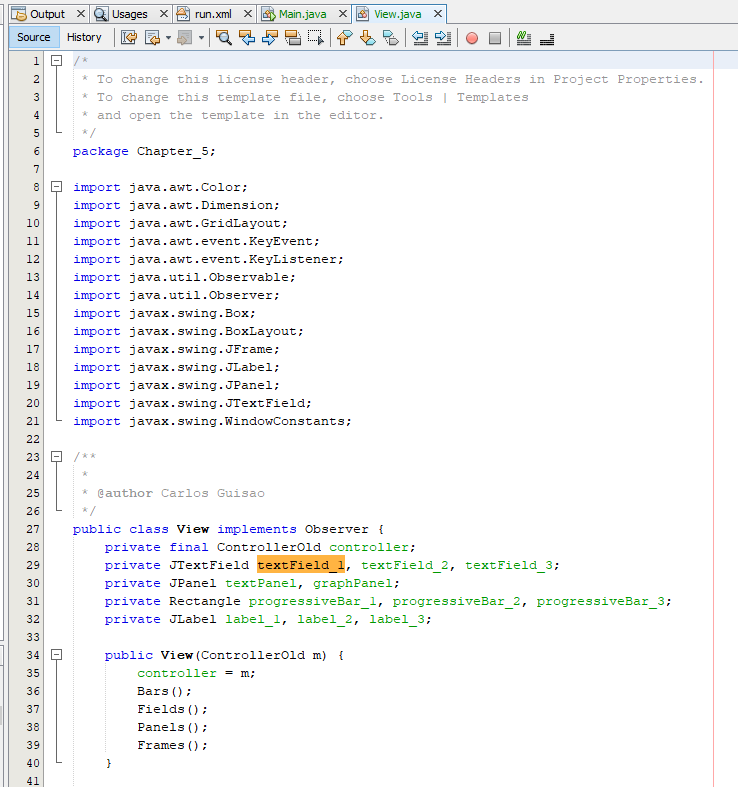 Output Usages run.xml Main.java View.java
Source History
1 /*
2 * To change this license header, choose License Headers in Project Properties.
3 * To change this template file, choose Tools | Templates
4 * and open the template in the editor.
5 */
6 package Chapter_5;
7
8 import java.awt.Color;
9 import java.awt.Dimension;
10 import java.awt.GridLayout;
11 import java.awt.event.KeyEvent;
12 import java.awt.event.KeyListener;
13 import java.util.Observable;
14 import java.util.Observer;
15 import javax.swing.Box;
16 import javax.swing.BoxLayout;
17 import javax.swing.JFrame;
18 import javax.swing.JLabel;
19 import javax.swing.JPanel;
20 import javax.swing.JTextField;
21 import javax.swing.WindowConstants;
22
23 /**
24 *
25 * @author Carlos Guisao
26 */
27 public class View implements Observer {
28 private final ControllerOld controller;
29 private JTextField textField_1, textField_2, textField_3;
30 private JPanel textPanel, graphPanel;
31 private Rectangle progressiveBar_1, progressiveBar_2, progressiveBar_3;
32 private JLabel label_1, label_2, label_3;
33
34 public View(ControllerOld m) {
35 controller = m;
36 Bars();
37 Fields();
38 Panels();
39 Frames();
40 }
41